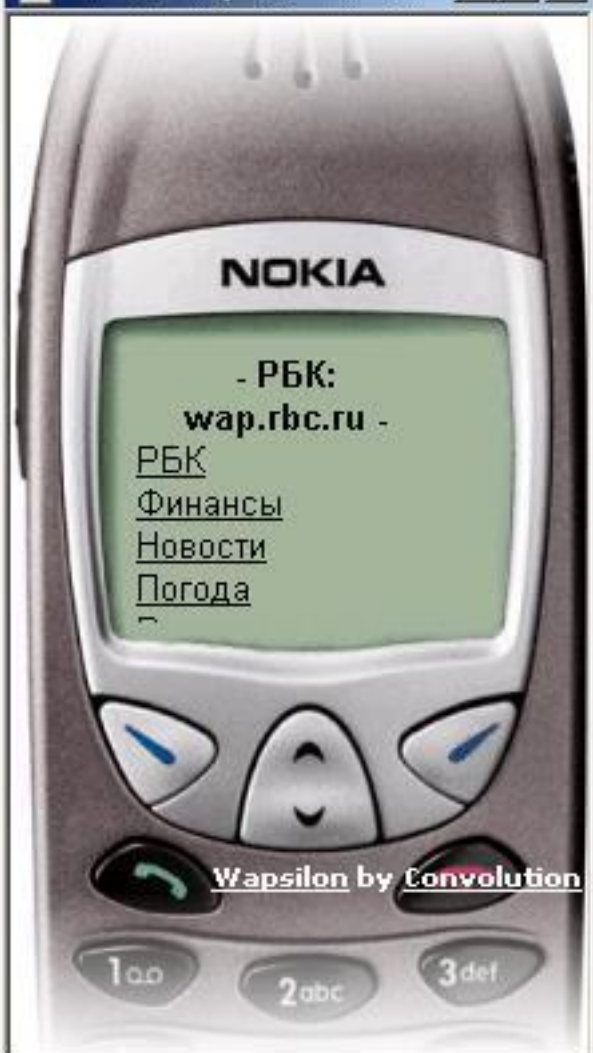 NOKIA
- РБК:
wap.rbc.ru -
РБК
Финансы
Новости
Погода
Wapsilon by Convolution
1
2abc
3def